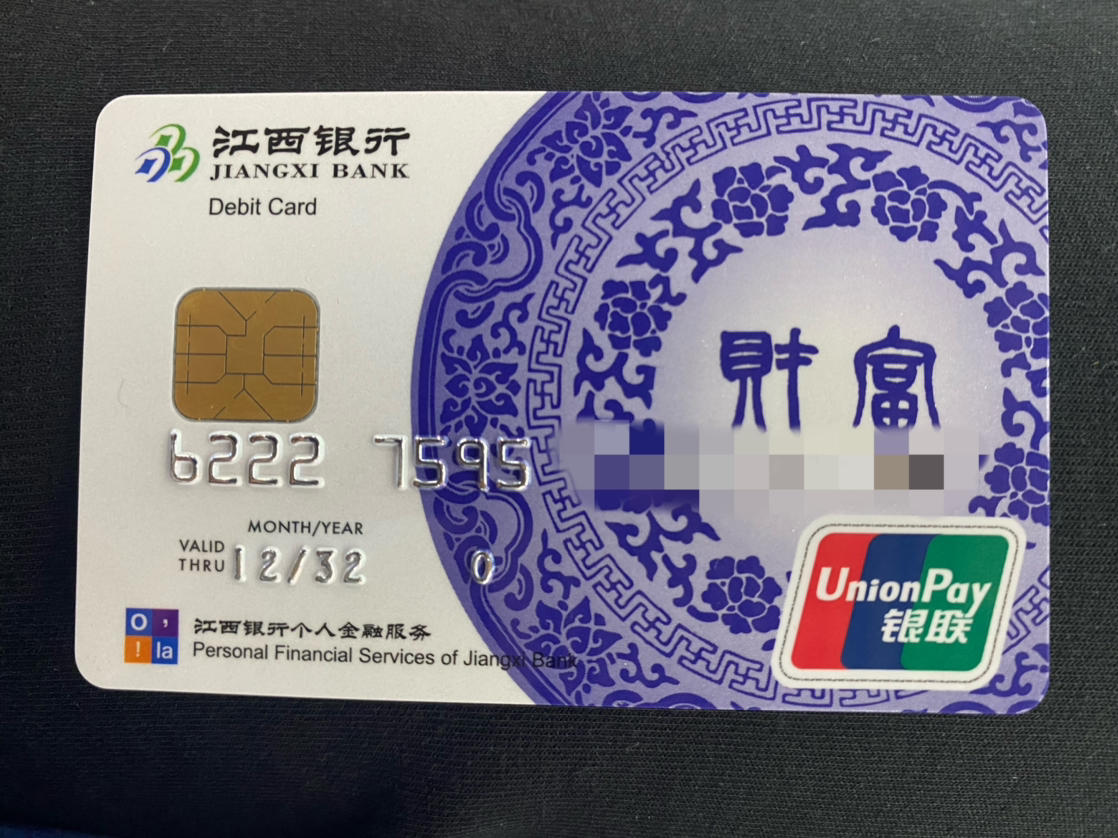 江西银行
JIANGXI BANK
Debit Card
財富
6222 7595
MONTH/YEAR
VALID THRU 12/32 0
O , ! la
江西银行个人金融服务
Personal Financial Services of Jiangxi Bank
UnionPay
银联